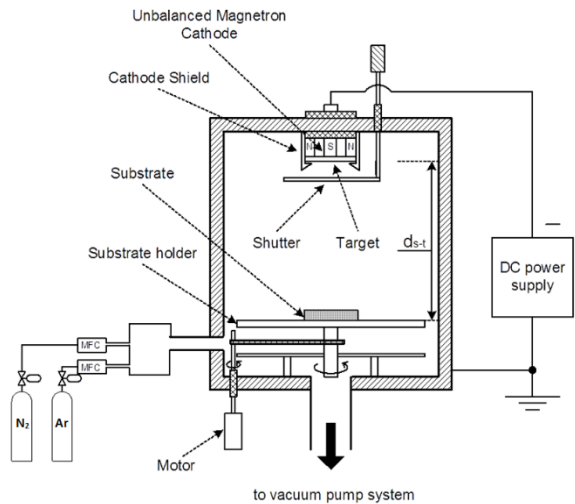 Unbalanced Magnetron
Cathode
Cathode Shield
N S N
Substrate
Shutter
Target
ds-t
Substrate holder
DC power
supply
MFC
MFC
N₂
Ar
Motor
to vacuum pump system